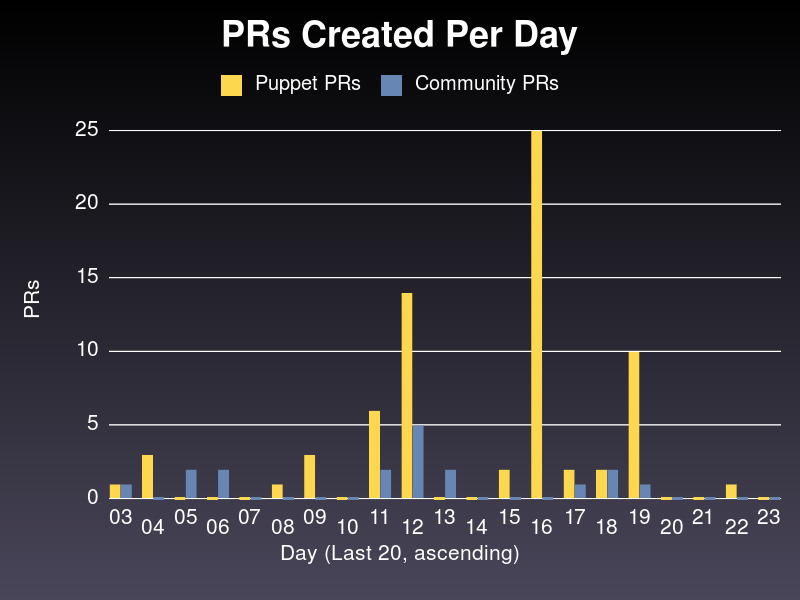 PRs Created Per Day
Puppet PRs Community PRs
25
20
15
10
5
0
PRs
03 04 05 06 07 08 09 10 11 12 13 14 15 16 17 18 19 20 21 22 23
Day (Last 20, ascending)